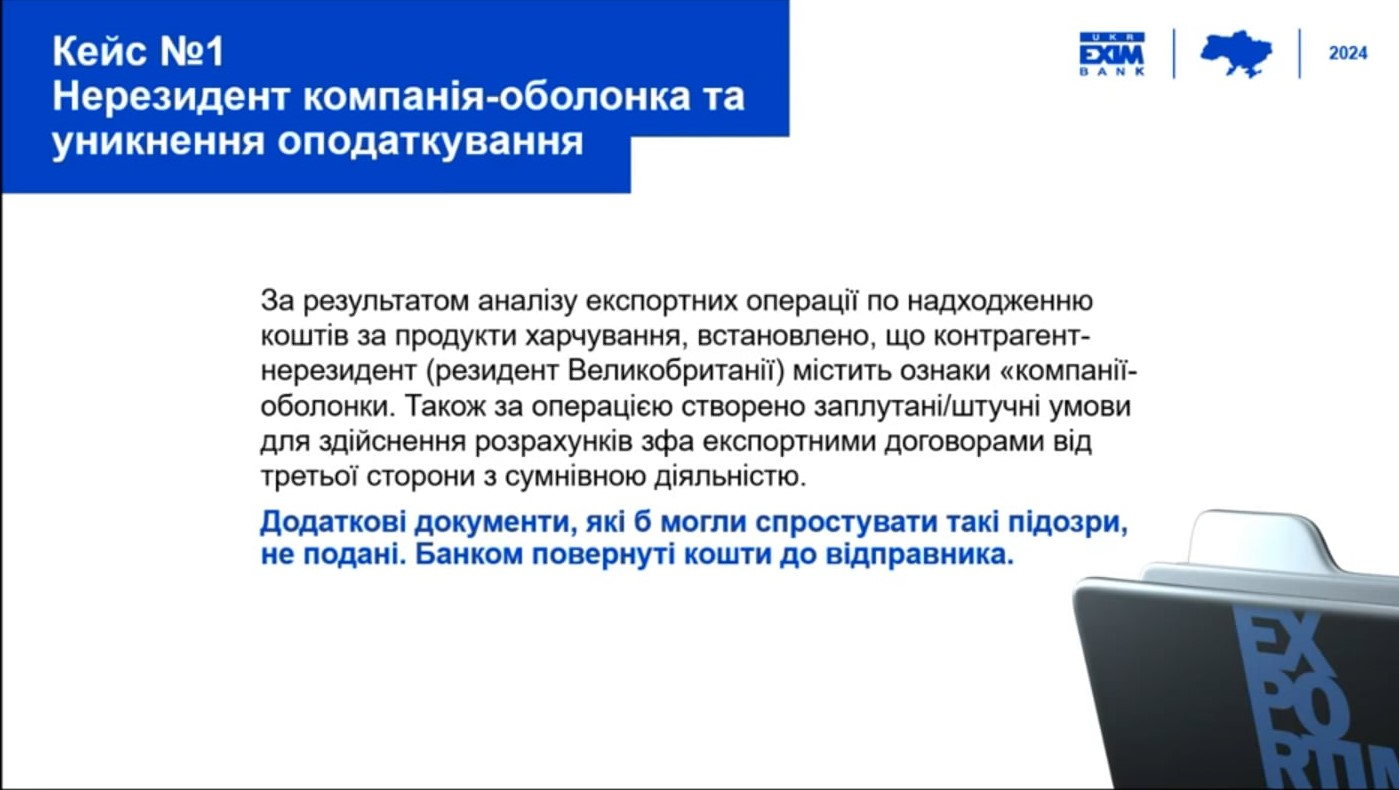 Кейс №1
Нерезидент компанія-оболонка та
уникнення оподаткування
UKR
EXIM
BANK
2024
За результатом аналізу експортних операції по надходженню
коштів за продукти харчування, встановлено, що контрагент-
нерезидент (резидент Великобританії) містить ознаки «компанії-
оболонки. Також за операцією створено заплутані/штучні умови
для здійснення розрахунків зфа експортними договорами від
третьої сторони з сумнівною діяльністю.
Додаткові документи, які б могли спростувати такі підозри,
не подані. Банком повернуті кошти до відправника.
EX
PO
RTIM